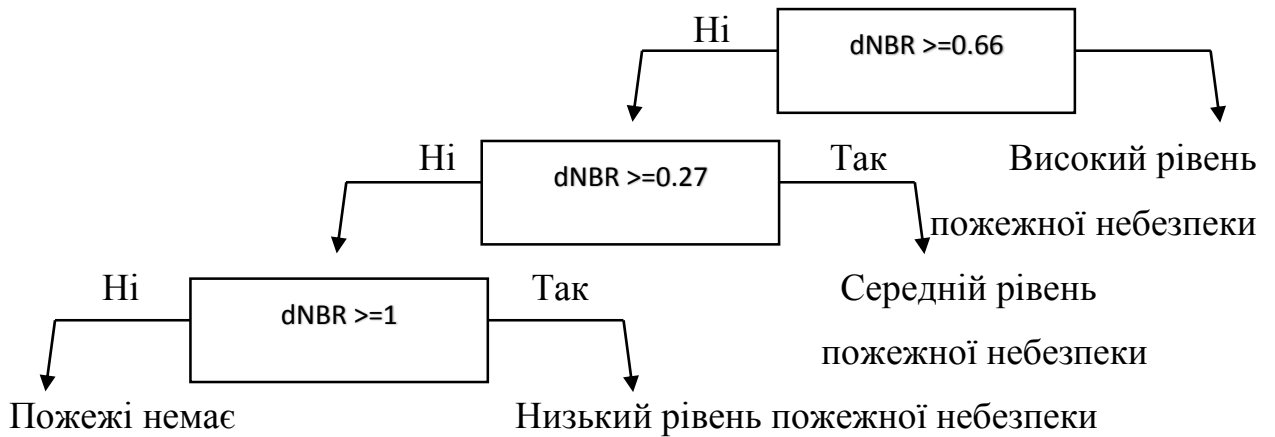 Ні
dNBR >=0.66
Ні
dNBR >=0.27
Так
Високий рівень
пожежної небезпеки
Ні
dNBR >=1
Так
Середній рівень
пожежної небезпеки
Пожежі немає
Низький рівень пожежної небезпеки